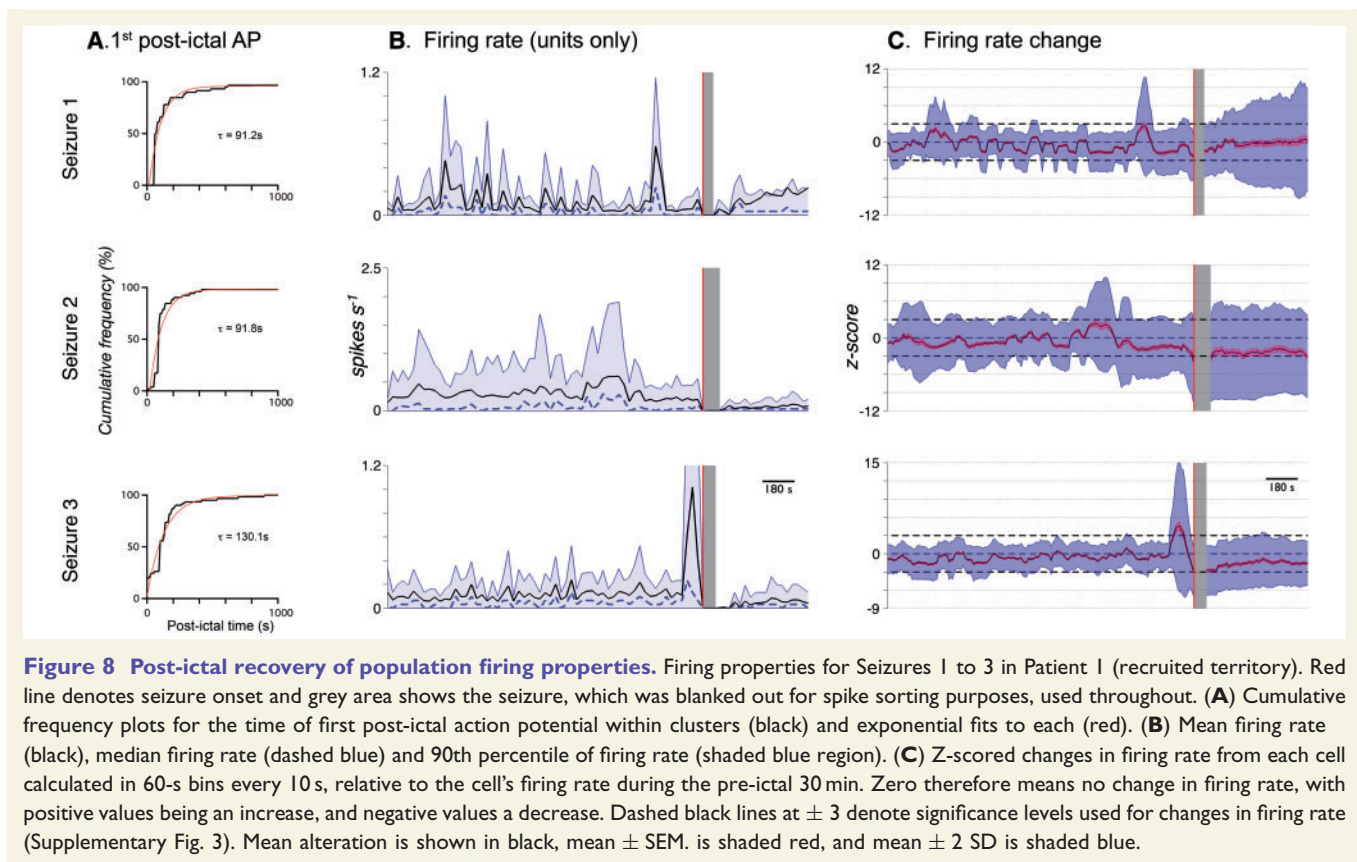 A. 1st post-ictal AP
B. Firing rate (units only)
C. Firing rate change
Seizure 1
100
50
0
0
1000
τ = 91.2s
1.2
0
12
0
-12
Seizure 2
Cumulative frequency (%)
100
50
0
0
1000
τ = 91.8s
spikes s-1
2.5
0
z-score
12
0
-12
Seizure 3
100
50
0
0
1000
τ = 130.1s
Post-ictal time (s)
1.2
0
180 s
15
0
-9
180 s
Figure 8 Post-ictal recovery of population firing properties. Firing properties for Seizures 1 to 3 in Patient 1 (recruited territory). Red
line denotes seizure onset and grey area shows the seizure, which was blanked out for spike sorting purposes, used throughout. (A) Cumulative
frequency plots for the time of first post-ictal action potential within clusters (black) and exponential fits to each (red). (B) Mean firing rate
(black), median firing rate (dashed blue) and 90th percentile of firing rate (shaded blue region). (C) Z-scored changes in firing rate from each cell
calculated in 60-s bins every 10 s, relative to the cell's firing rate during the pre-ictal 30 min. Zero therefore means no change in firing rate, with
positive values being an increase, and negative values a decrease. Dashed black lines at ± 3 denote significance levels used for changes in firing rate
(Supplementary Fig. 3). Mean alteration is shown in black, mean ± SEM. is shaded red, and mean ± 2 SD is shaded blue.